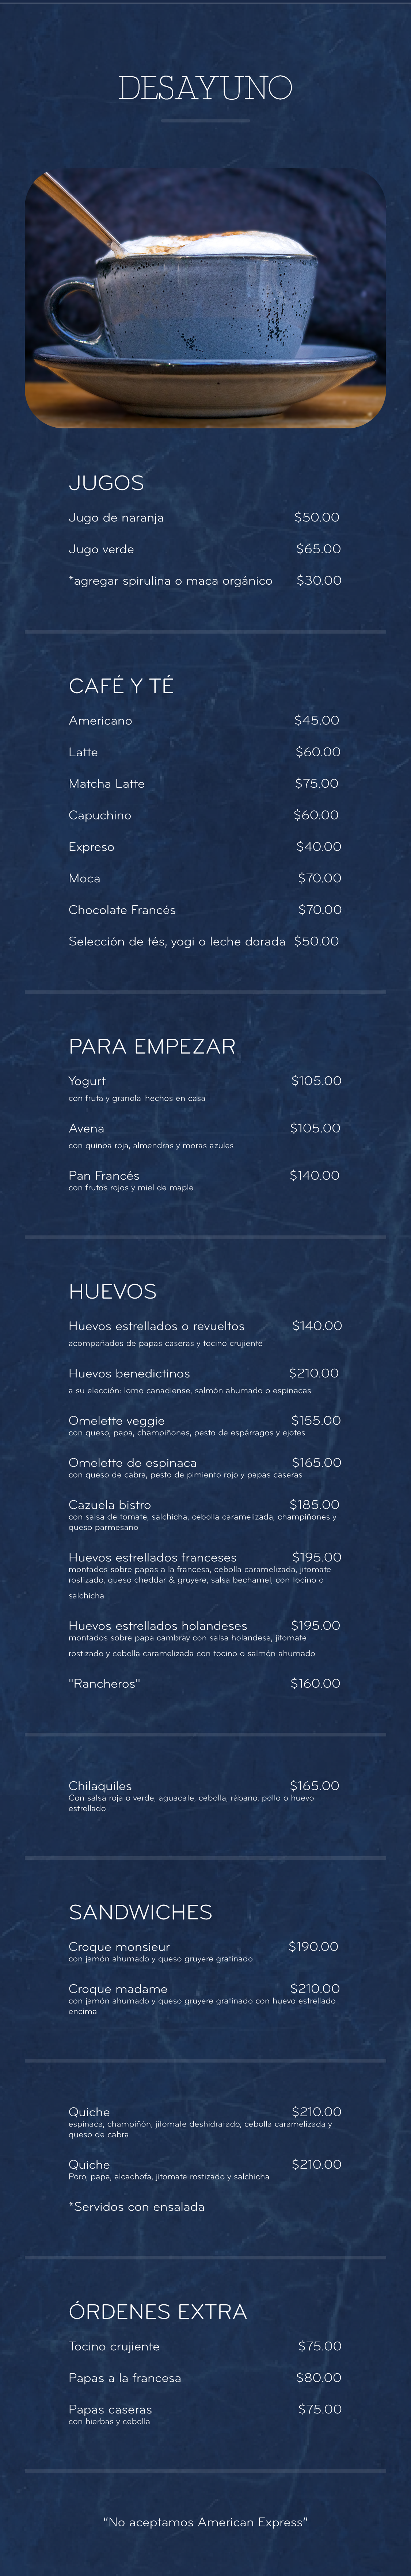 DESAYUNO
JUGOS
Jugo de naranja $50.00
Jugo verde $65.00
*agregar spirulina o maca orgánico $30.00
CAFÉ Y TÉ
Americano $45.00
Latte $60.00
Matcha Latte $75.00
Capuchino $60.00
Expreso $40.00
Moca $70.00
Chocolate Francés $70.00
Selección de tés, yogi o leche dorada $50.00
PARA EMPEZAR
Yogurt $105.00
con fruta y granola hechos en casa
Avena $105.00
con quinoa roja, almendras y moras azules
Pan Francés $140.00
con frutos rojos y miel de maple
HUEVOS
Huevos estrellados o revueltos $140.00
acompañados de papas caseras y tocino crujiente
Huevos benedictinos $210.00
a su elección: lomo canadiense, salmón ahumado o espinacas
Omelette veggie $155.00
con queso, papa, champiñones, pesto de espárragos y ejotes
Omelette de espinaca $165.00
con queso de cabra, pesto de pimiento rojo y papas caseras
Cazuela bistro $185.00
con salsa de tomate, salchicha, cebolla caramelizada, champiñones y
queso parmesano
Huevos estrellados franceses $195.00
montados sobre papas a la francesa, cebolla caramelizada, jitomate
rostizado, queso cheddar & gruyere, salsa bechamel, con tocino o
salchicha
Huevos estrellados holandeses $195.00
montados sobre papa cambray con salsa holandesa, jitomate
rostizado y cebolla caramelizada con tocino o salmón ahumado
"Rancheros" $160.00
Chilaquiles $165.00
Con salsa roja o verde, aguacate, cebolla, rábano, pollo o huevo
estrellado
SANDWICHES
Croque monsieur $190.00
con jamón ahumado y queso gruyere gratinado
Croque madame $210.00
con jamón ahumado y queso gruyere gratinado con huevo estrellado
encima
Quiche $210.00
espinaca, champiñón, jitomate deshidratado, cebolla caramelizada y
queso de cabra
Quiche $210.00
Poro, papa, alcachofa, jitomate rostizado y salchicha
*Servidos con ensalada
ÓRDENES EXTRA
Tocino crujiente $75.00
Papas a la francesa $80.00
Papas caseras $75.00
con hierbas y cebolla
"No aceptamos American Express"